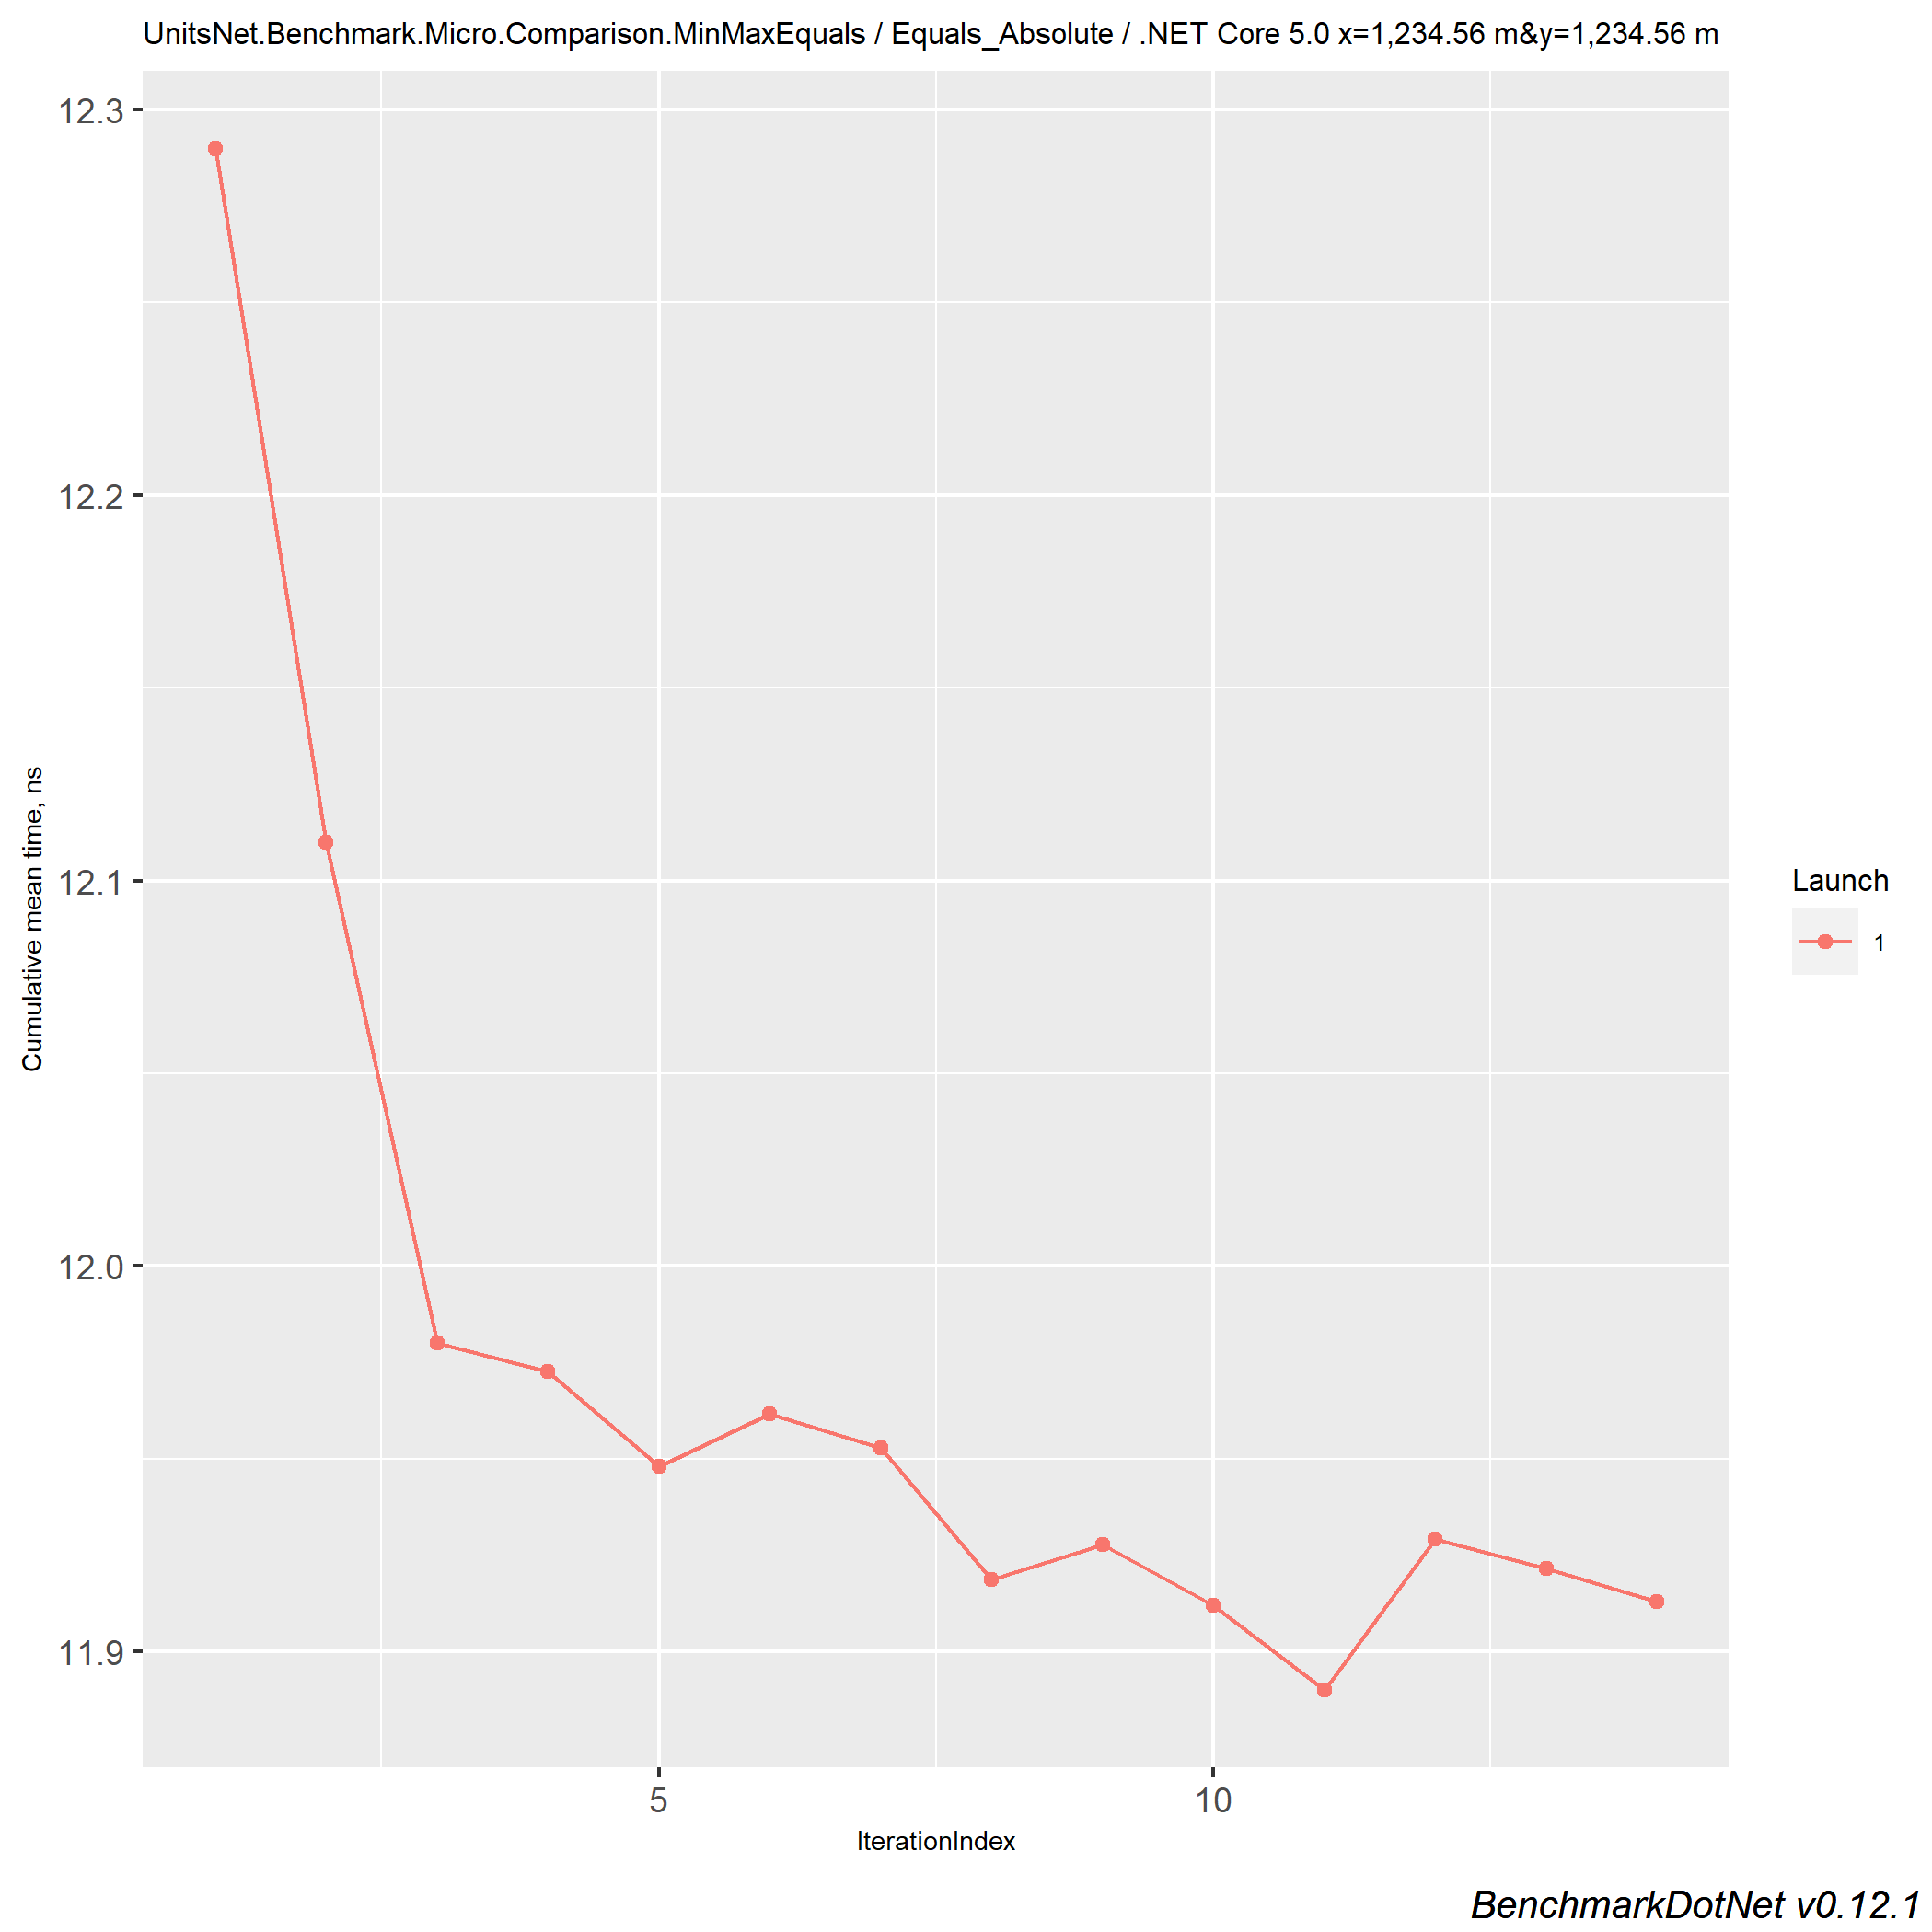 UnitsNet.Benchmark.Micro.Comparison.MinMaxEquals / Equals_Absolute / .NET Core 5.0 x=1,234.56 m&y=1,234.56 m
12.3
12.2
12.1
12.0
11.9
Cumulative mean time, ns
5
10
IterationIndex
Launch
1
BenchmarkDotNet v0.12.1